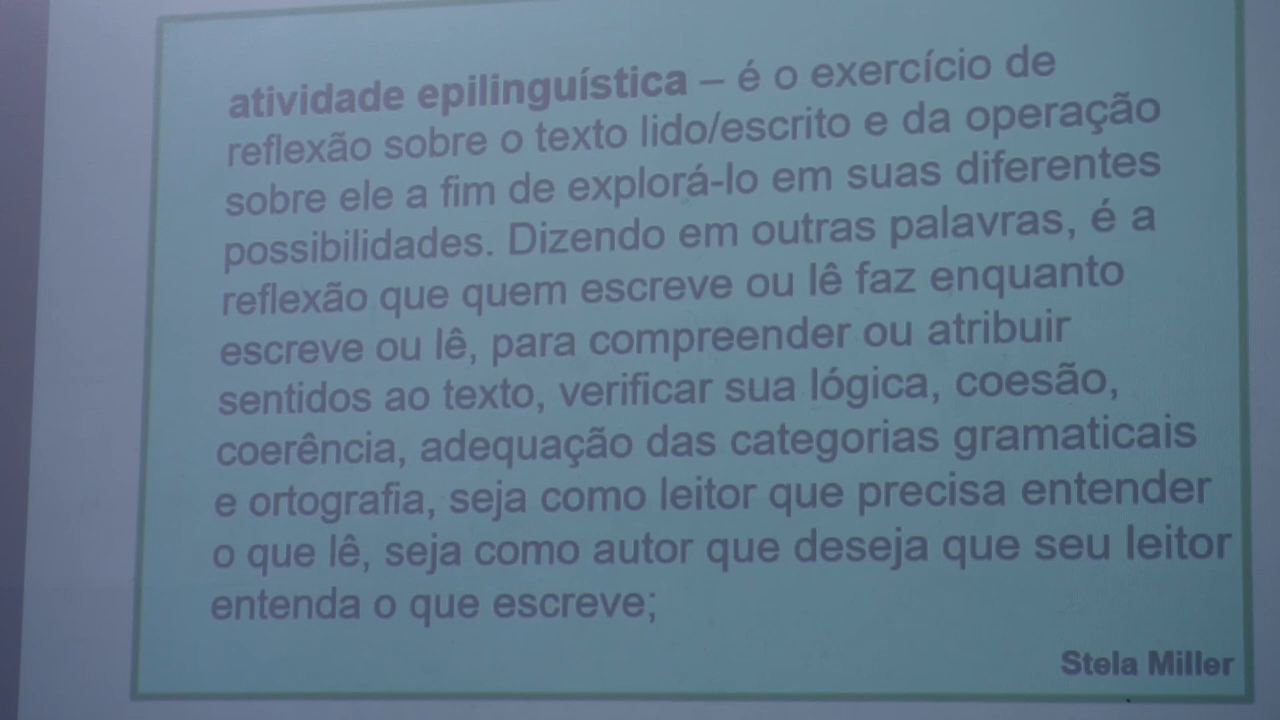 atividade epilinguística – é o exercício de
reflexão sobre o texto lido/escrito e da operação
sobre ele a fim de explorá-lo em suas diferentes
possibilidades. Dizendo em outras palavras, é a
reflexão que quem escreve ou lê faz enquanto
escreve ou lê, para compreender ou atribuir
sentidos ao texto, verificar sua lógica, coesão,
coerência, adequação das categorias gramaticais
e ortografia, seja como leitor que precisa entender
o que lê, seja como autor que deseja que seu leitor
entenda o que escreve;
Stela Miller